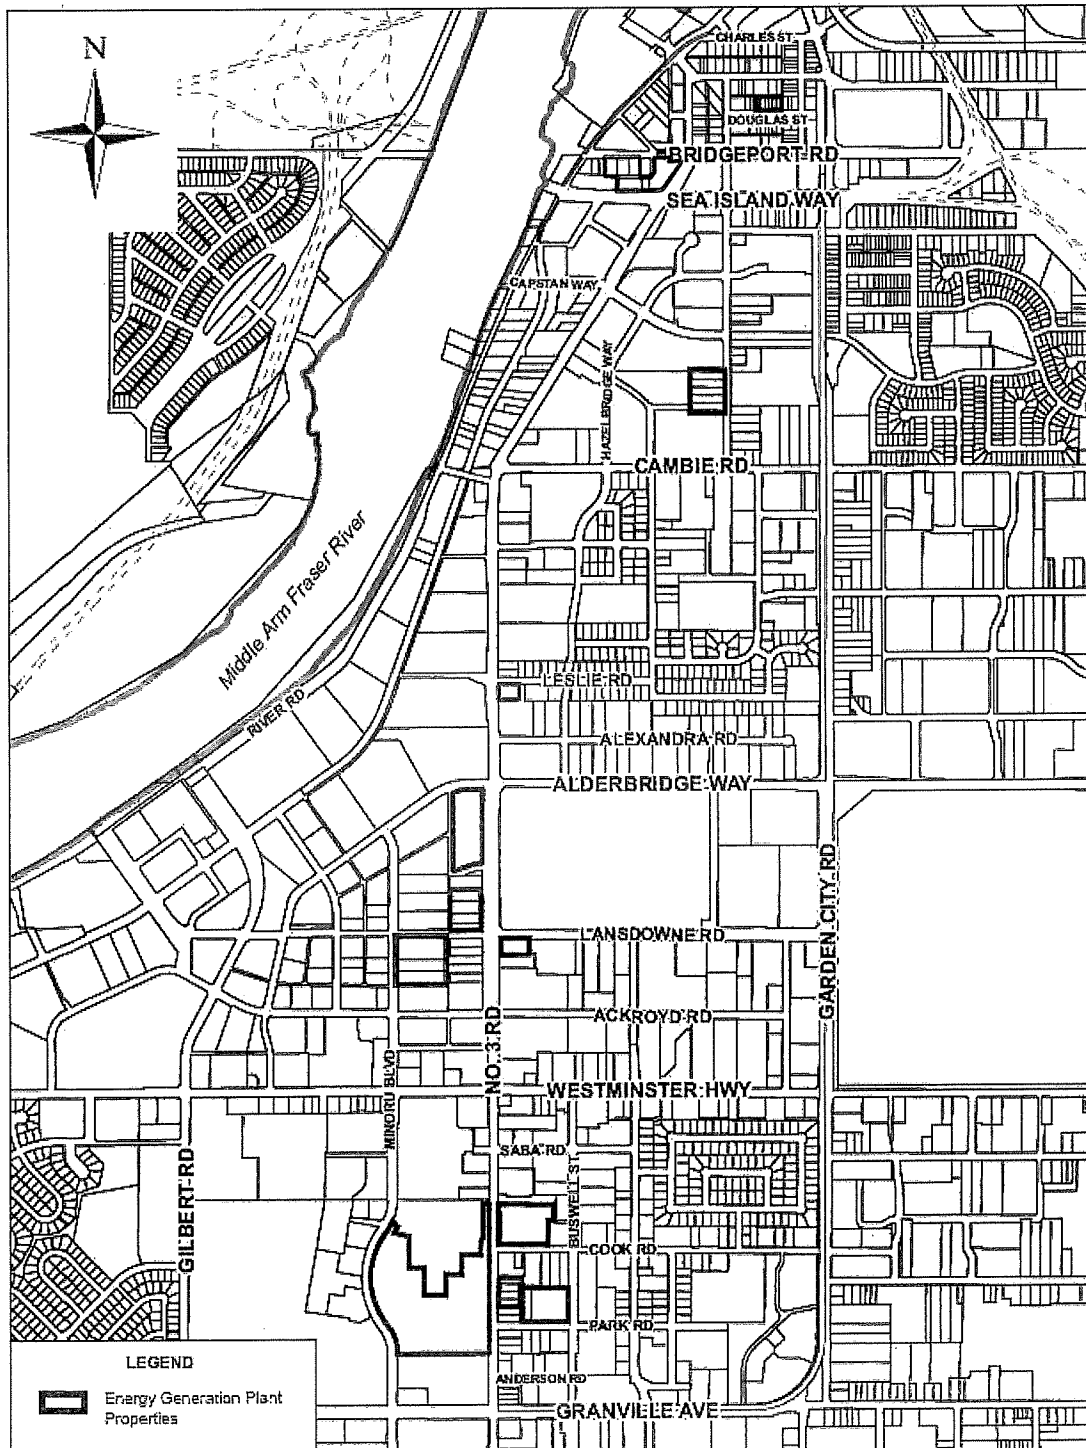 CHARLES ST
N
DOUGLAS ST
BRIDGEPORT RD
SEA ISLAND WAY
CAPSTAN WAY
HAZELBRIDGE WAY
CAMBIE RD
Middle Arm Fraser River
LESLIE RD
RIVER RD
ALEXANDRA RD
ALDERBRIDGE WAY
GARDEN CITY RD
LANSDOWNE RD
NO. 3 RD
ACKROYD RD
MINORU BLVD
WESTMINSTER HWY
SABA RD
GILBERT RD
BUSWELL ST
COOK RD
PARK RD
LEGEND
ANDERSON RD
Energy Generation Plant
Properties
GRANVILLE AVE